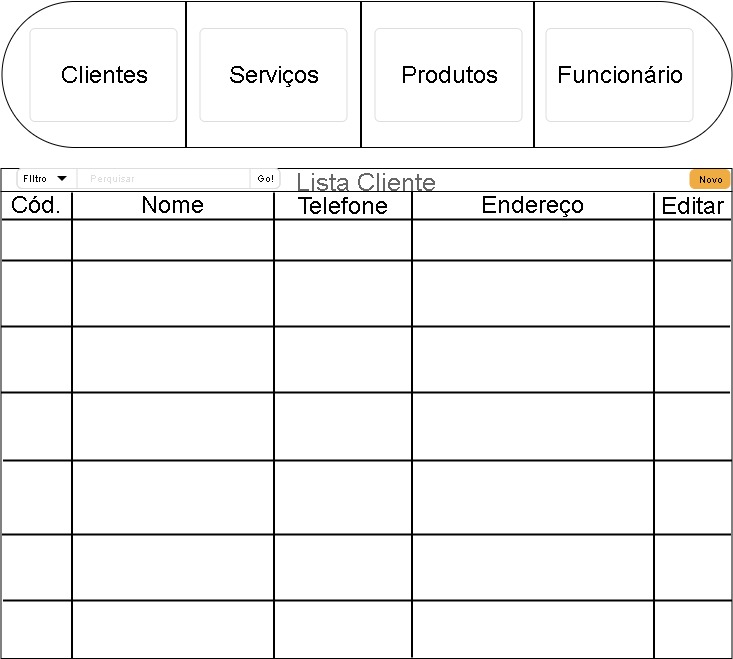 Clientes Serviços Produtos Funcionário
Filtro Perquisar Go! Lista Cliente Novo
Cód. Nome Telefone Endereço Editar